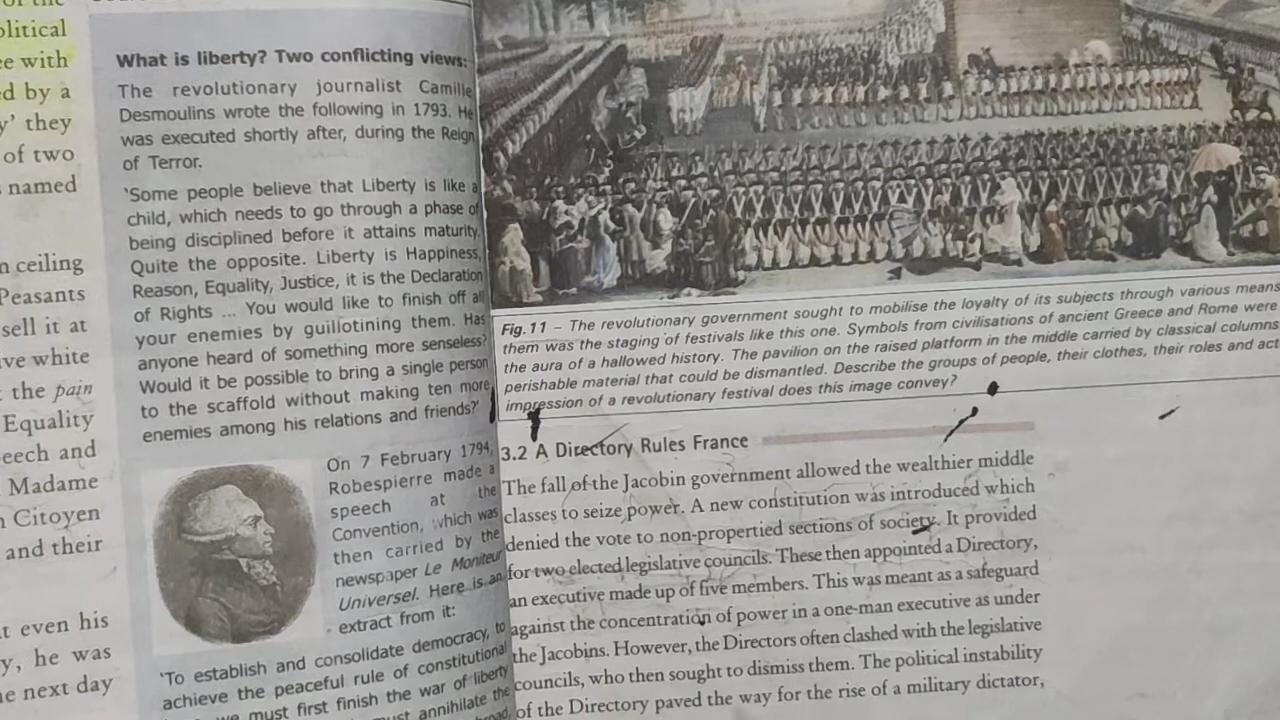 olitical
e with
ed by a
y' they
of two
named
n ceiling
Peasants
sell it at
ve white
the pain
Equality
eech and
Madame
n Citoyen
and their
t even his
y, he was
e next day
What is liberty? Two conflicting views:
The revolutionary journalist Camille
Desmoulins wrote the following in 1793. He
was executed shortly after, during the Reign
of Terror.
'Some people believe that Liberty is like a
child, which needs to go through a phase of
being disciplined before it attains maturity.
Quite the opposite. Liberty is Happiness,
Reason, Equality, Justice, it is the Declaration
of Rights ... You would like to finish off all
your enemies by guillotining them. Has
anyone heard of something more senseless?
Would it be possible to bring a single person
to the scaffold without making ten more
enemies among his relations and friends?'
On 7 February 1794,
Robespierre made a
speech at the
Convention, which was
then carried by the
newspaper Le Moniteur
Universel. Here is an
extract from it:
'To establish and consolidate democracy, to
achieve the peaceful rule of constitutional
we must first finish the war of liberty
must annihilate the
Fig.11 – The revolutionary government sought to mobilise the loyalty of its subjects through various means
them was the staging of festivals like this one. Symbols from civilisations of ancient Greece and Rome were
the aura of a hallowed history. The pavilion on the raised platform in the middle carried by classical columns
perishable material that could be dismantled. Describe the groups of people, their clothes, their roles and act
impression of a revolutionary festival does this image convey?
3.2 A Directory Rules France
The fall of the Jacobin government allowed the wealthier middle
classes to seize power. A new constitution was introduced which
denied the vote to non-propertied sections of society. It provided
for two elected legislative councils. These then appointed a Directory,
an executive made up of five members. This was meant as a safeguard
against the concentration of power in a one-man executive as under
the Jacobins. However, the Directors often clashed with the legislative
councils, who then sought to dismiss them. The political instability
of the Directory paved the way for the rise of a military dictator,